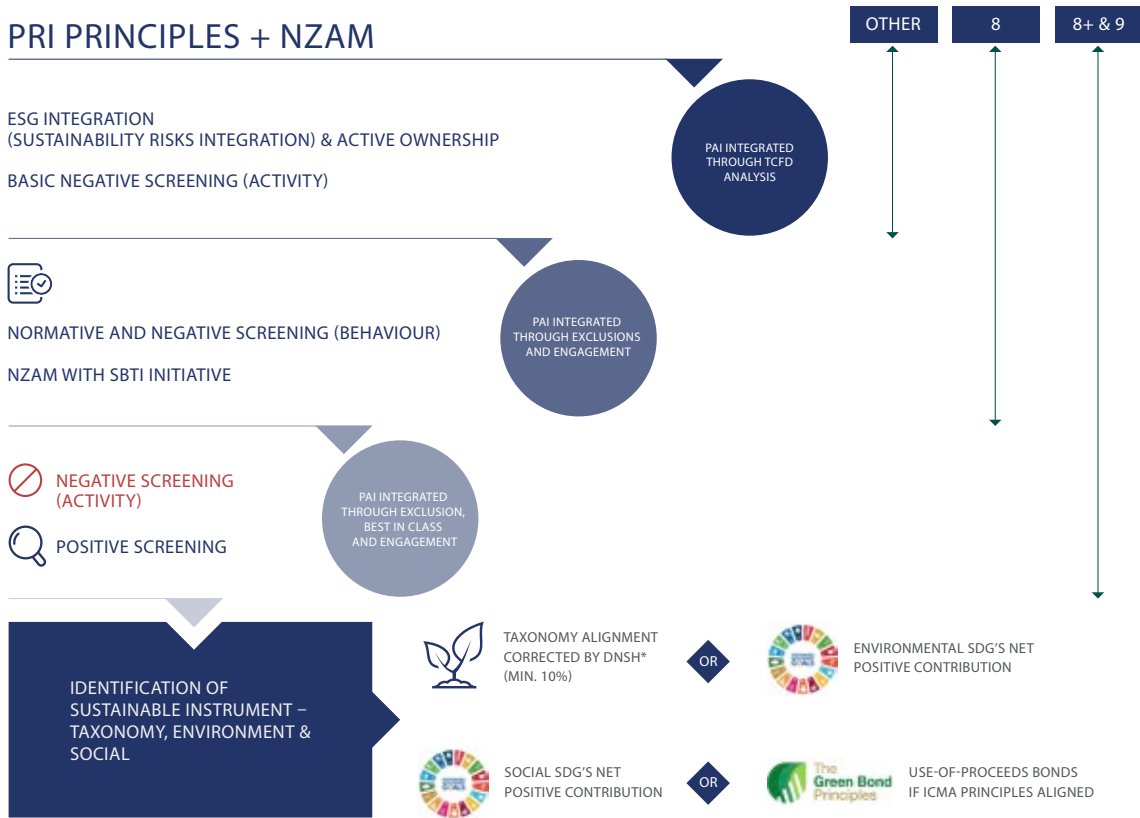 PRI PRINCIPLES + NZAM
OTHER
8
8+ & 9
ESG INTEGRATION
(SUSTAINABILITY RISKS INTEGRATION) & ACTIVE OWNERSHIP
BASIC NEGATIVE SCREENING (ACTIVITY)
PAI INTEGRATED
THROUGH TCFD
ANALYSIS
NORMATIVE AND NEGATIVE SCREENING (BEHAVIOUR)
NZAM WITH SBTI INITIATIVE
PAI INTEGRATED
THROUGH EXCLUSIONS
AND ENGAGEMENT
NEGATIVE SCREENING
(ACTIVITY)
POSITIVE SCREENING
PAI INTEGRATED
THROUGH EXCLUSION,
BEST IN CLASS
AND ENGAGEMENT
IDENTIFICATION OF
SUSTAINABLE INSTRUMENT –
TAXONOMY, ENVIRONMENT &
SOCIAL
TAXONOMY ALIGNMENT
CORRECTED BY DNSH*
(MIN. 10%)
OR
ENVIRONMENTAL SDG'S NET
POSITIVE CONTRIBUTION
SOCIAL SDG'S NET
POSITIVE CONTRIBUTION
OR
The
Green Bond
Principles
USE-OF-PROCEEDS BONDS
IF ICMA PRINCIPLES ALIGNED